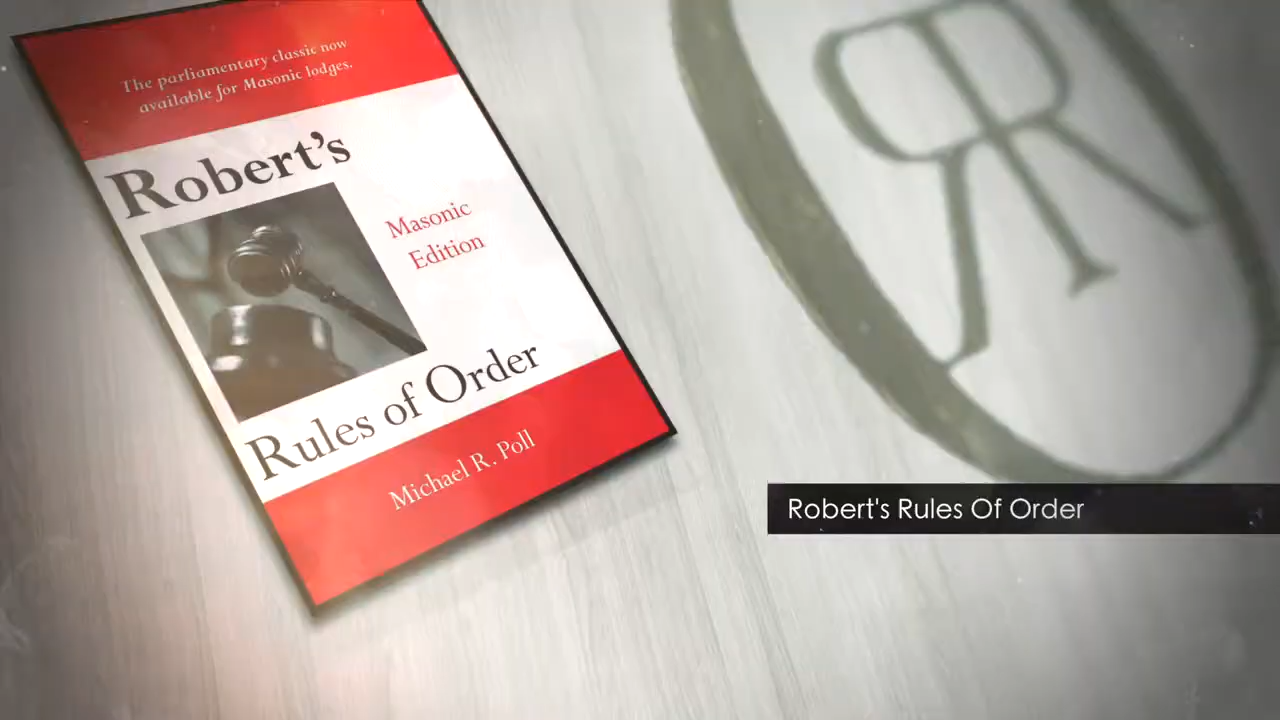 The parliamentary classic now
available for Masonic lodges.
Robert's
Masonic
Edition
Rules of Order
Michael R. Poll
Robert's Rules Of Order